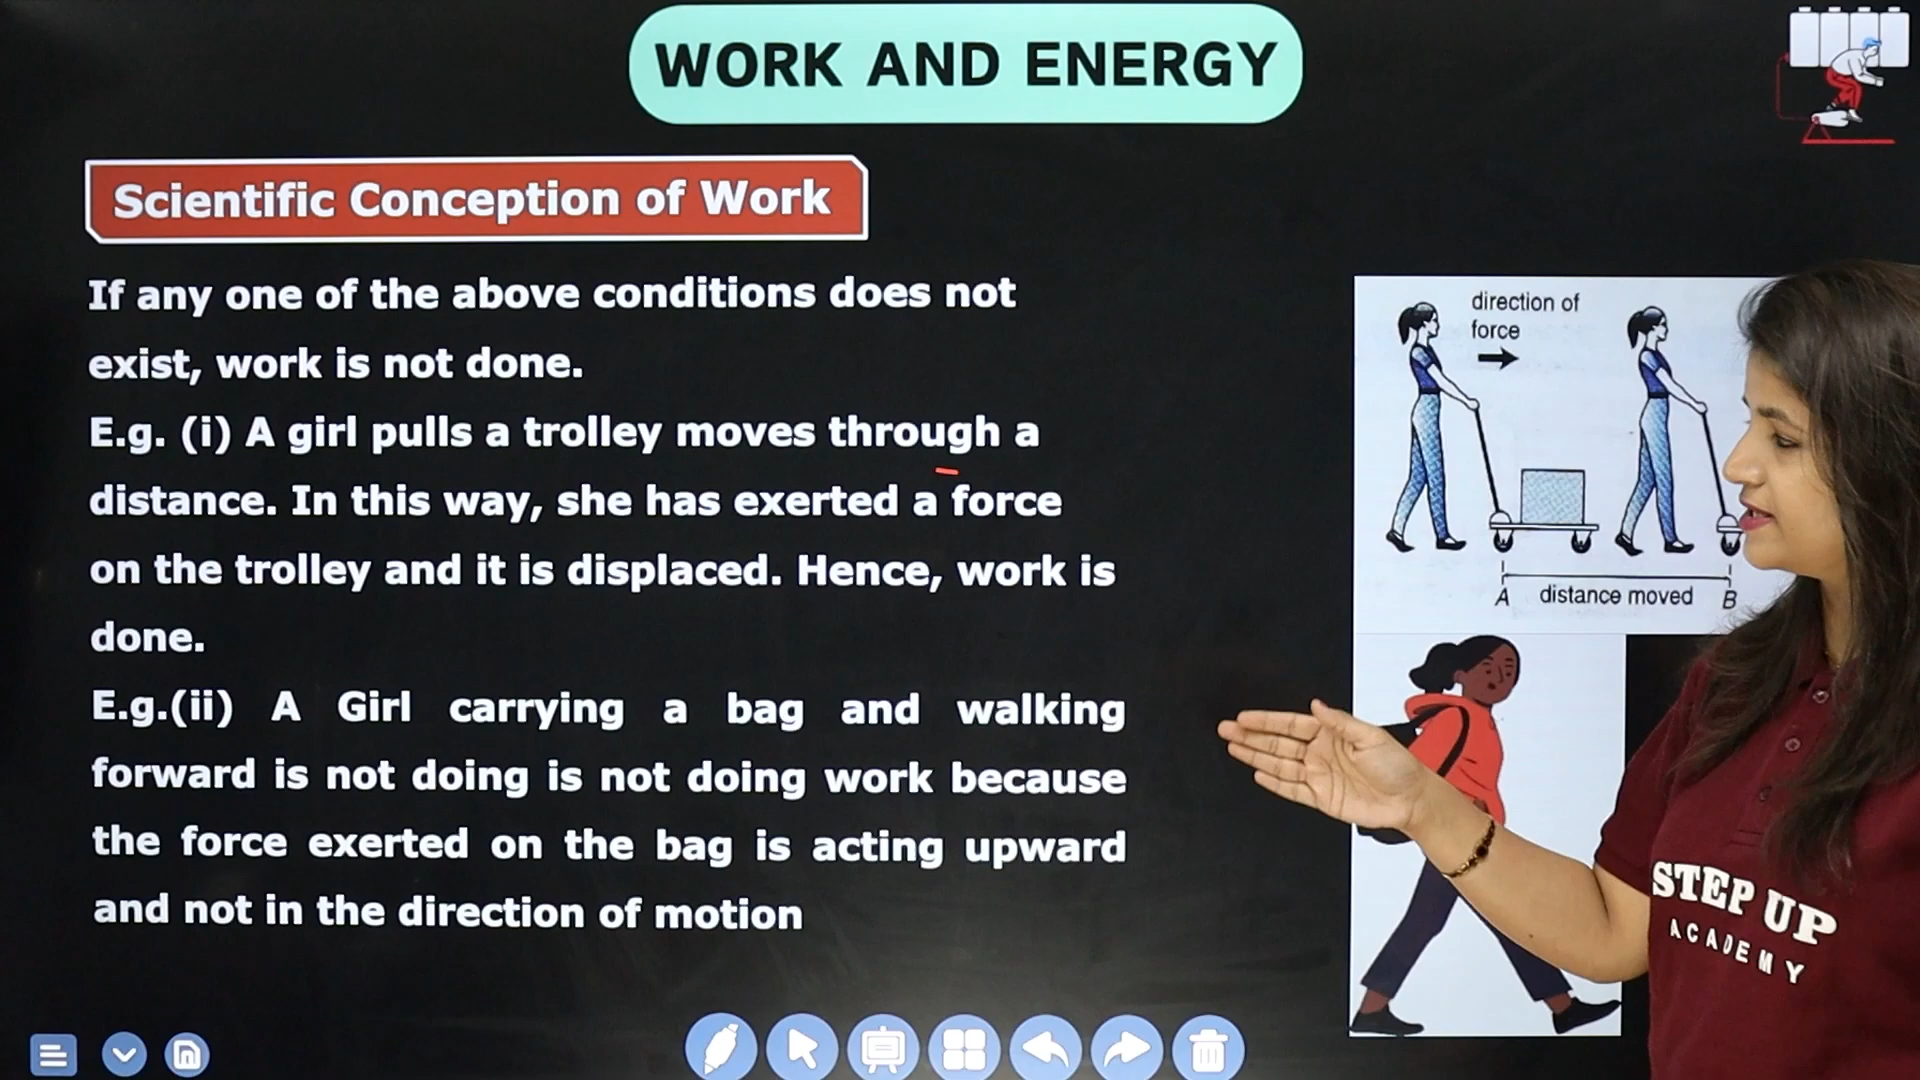 WORK AND ENERGY
Scientific Conception of Work
If any one of the above conditions does not
exist, work is not done.
E.g. (i) A girl pulls a trolley moves through a
distance. In this way, she has exerted a force
on the trolley and it is displaced. Hence, work is
done.
E.g.(ii) A Girl carrying a bag and walking
forward is not doing is not doing work because
the force exerted on the bag is acting upward
and not in the direction of motion
direction of
force
A distance moved B
STEP UP
ACADEMY